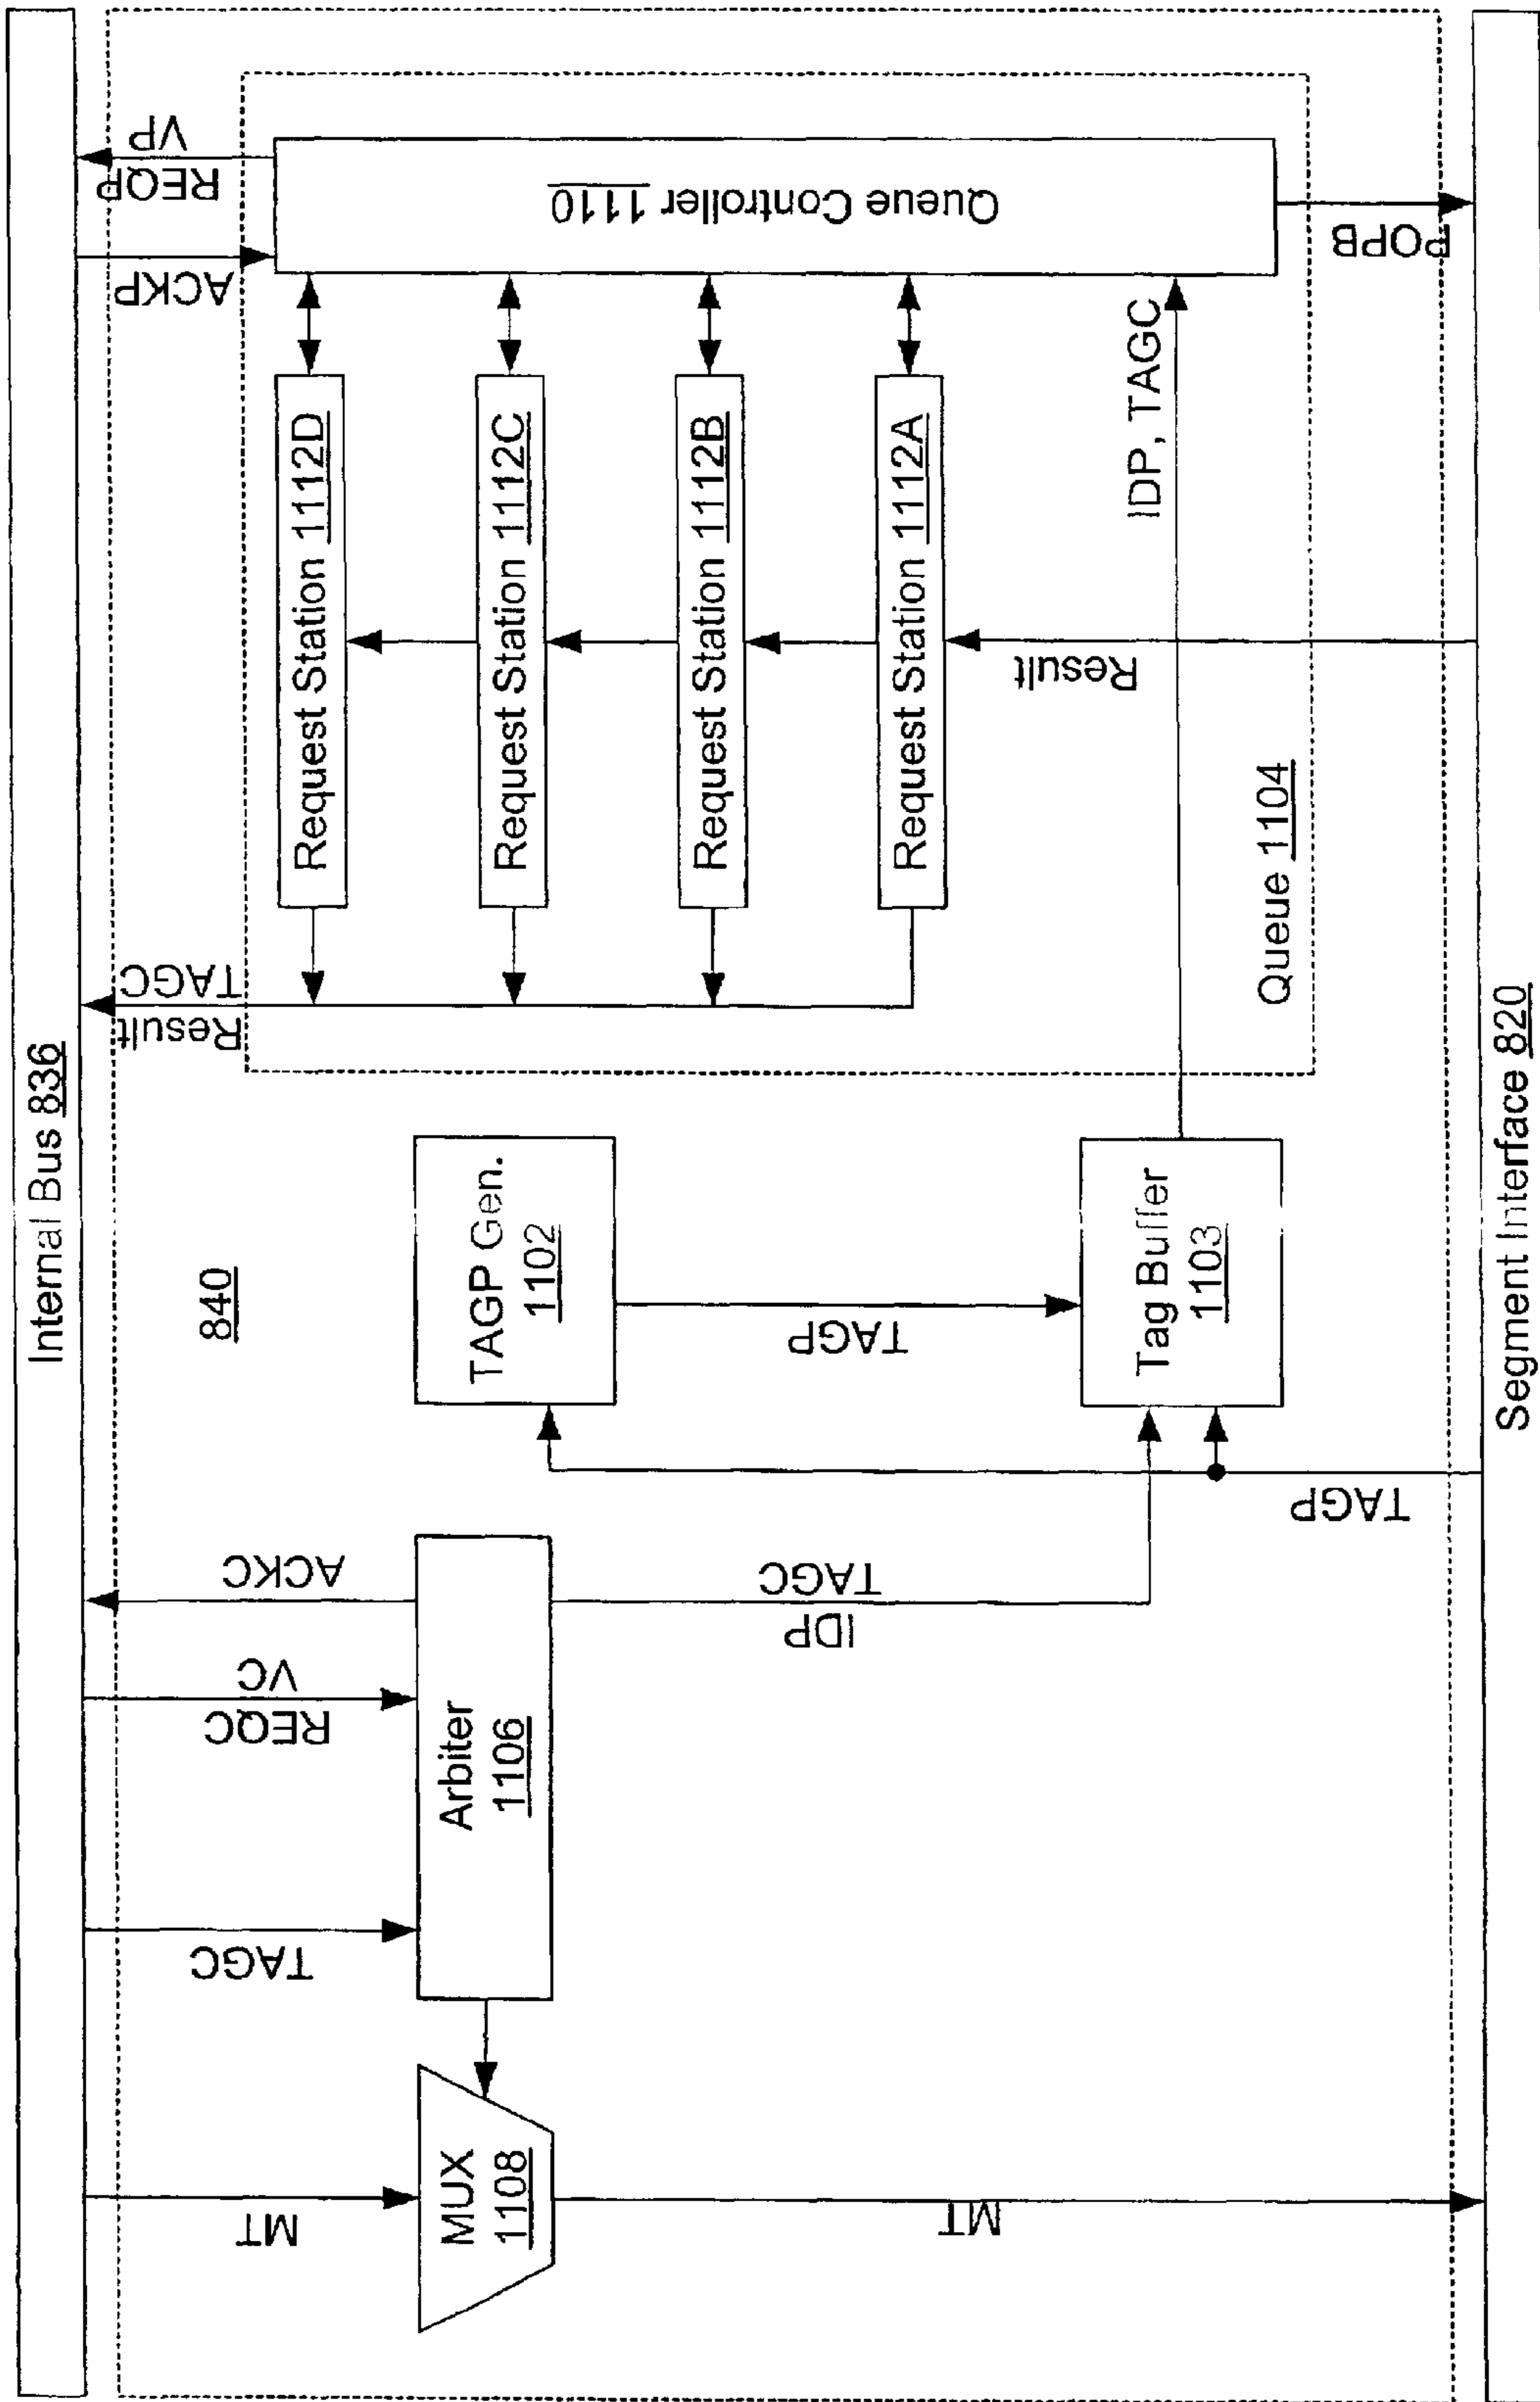 Internal Bus 836
MT
TAGC
REQC
VC
ACKC
Result
TAGC
ACKP
REQP
VP
840
MUX
1108
Arbiter
1106
TAGP Gen.
1102
Request Station 1112D
Request Station 1112C
Request Station 1112B
Request Station 1112A
Queue Controller 1110
IDP
TAGC
TAGP
Tag Buffer
1103
IDP, TAGC
Result
Queue 1104
MT
TAGP
POPB
Segment Interface 820